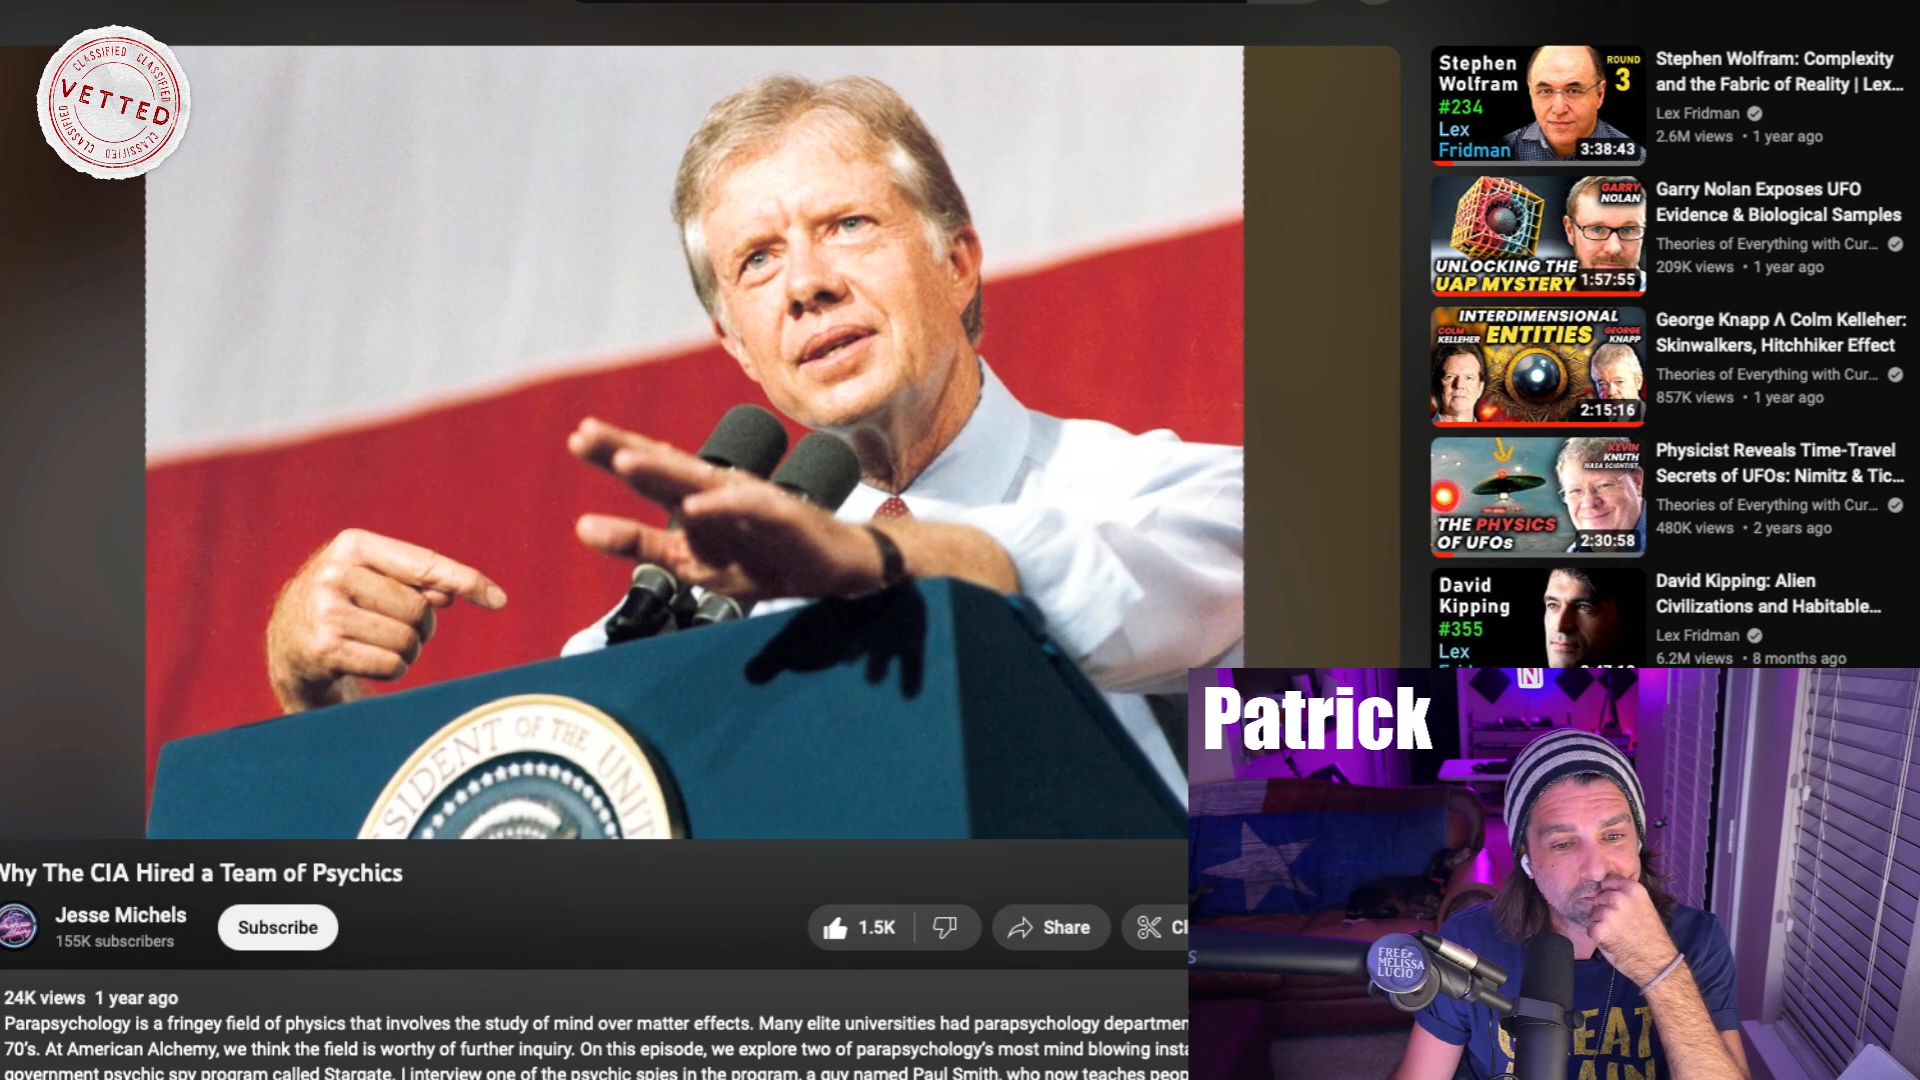 CLASSIFIED CLASSIFIED
VETTED
CLASSIFIED CLASSIFIED
SIDENT OF THE UNIT
Why The CIA Hired a Team of Psychics
Jesse Michels
155K subscribers
Subscribe
1.5K
Share
24K views 1 year ago
Parapsychology is a fringey field of physics that involves the study of mind over matter effects. Many elite universities had parapsychology departmen
70's. At American Alchemy, we think the field is worthy of further inquiry. On this episode, we explore two of parapsychology's most mind blowing insta
government psychic spy program called Stargate. I interview one of the psychic spies in the program, a guy named Paul Smith, who now teaches peop
Stephen
Wolfram
#234
Lex
Fridman
ROUND
3
3:38:43
Stephen Wolfram: Complexity
and the Fabric of Reality | Lex...
Lex Fridman
2.6M views • 1 year ago
GARRY
NOLAN
UNLOCKING THE
UAP MYSTERY
1:57:55
Garry Nolan Exposes UFO
Evidence & Biological Samples
Theories of Everything with Cur...
209K views • 1 year ago
INTERDIMENSIONAL
ENTITIES
COLM
KELLEHER
GEORGE
KNAPP
2:15:16
George Knapp Λ Colm Kelleher:
Skinwalkers, Hitchhiker Effect
Theories of Everything with Cur...
857K views • 1 year ago
KEVIN
KNUTH
NASA SCIENTIST
THE PHYSICS
OF UFOs
2:30:58
Physicist Reveals Time-Travel
Secrets of UFOs: Nimitz & Tic...
Theories of Everything with Cur...
480K views • 2 years ago
David
Kipping
#355
Lex
David Kipping: Alien
Civilizations and Habitable...
Lex Fridman
6.2M views • 8 months ago
Patrick
FREE
MELISSA
LUCIO